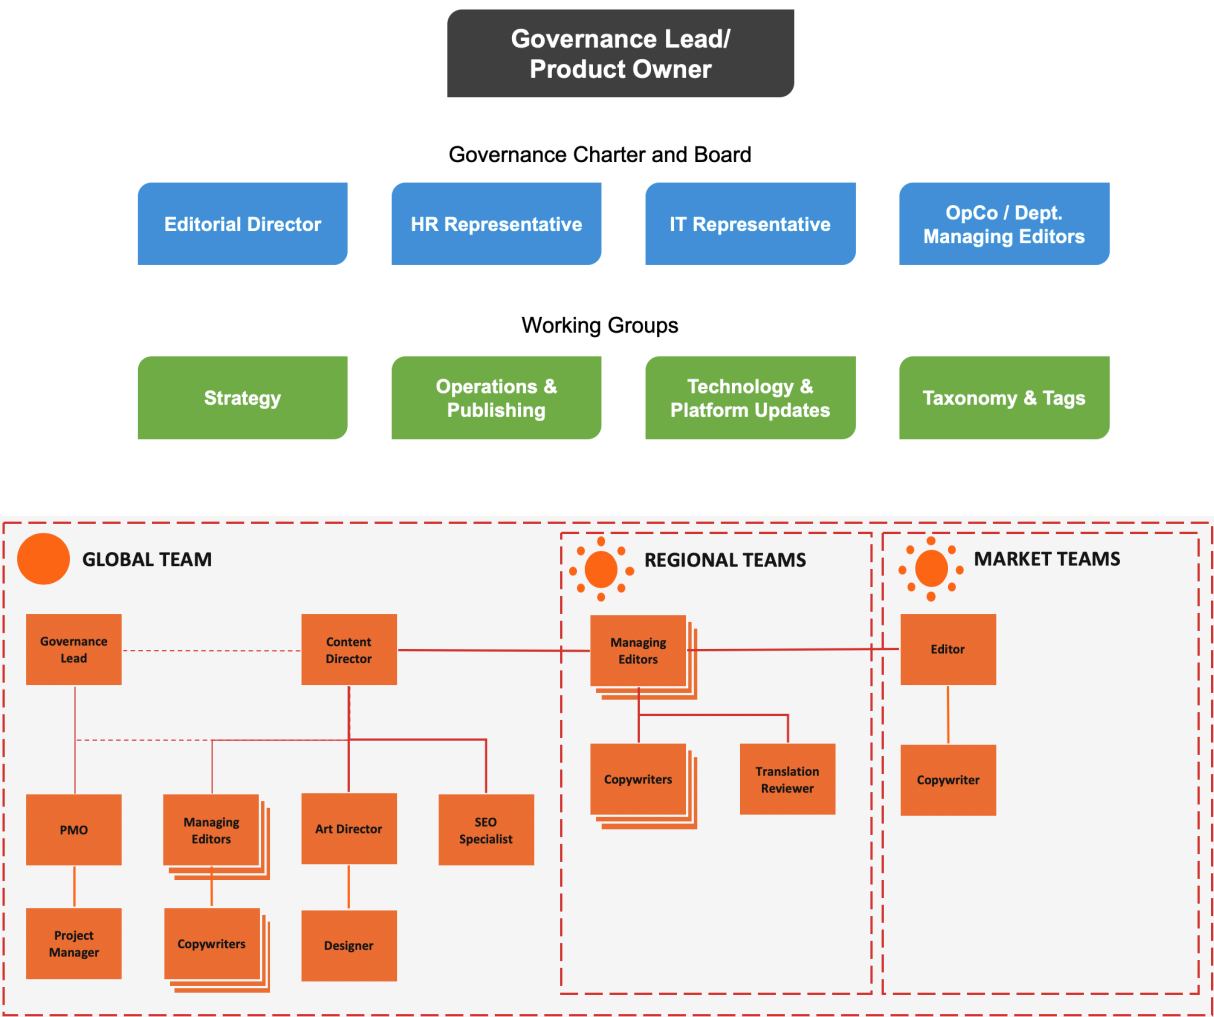 Governance Lead/
Product Owner
Governance Charter and Board
Editorial Director
HR Representative
IT Representative
OpCo / Dept.
Managing Editors
Working Groups
Strategy
Operations &
Publishing
Technology &
Platform Updates
Taxonomy & Tags
GLOBAL TEAM
REGIONAL TEAMS
MARKET TEAMS
Governance
Lead
Content
Director
Managing
Editors
Editor
Copywriters
Translation
Reviewer
Copywriter
PMO
Managing
Editors
Art Director
SEO
Specialist
Project
Manager
Copywriters
Designer